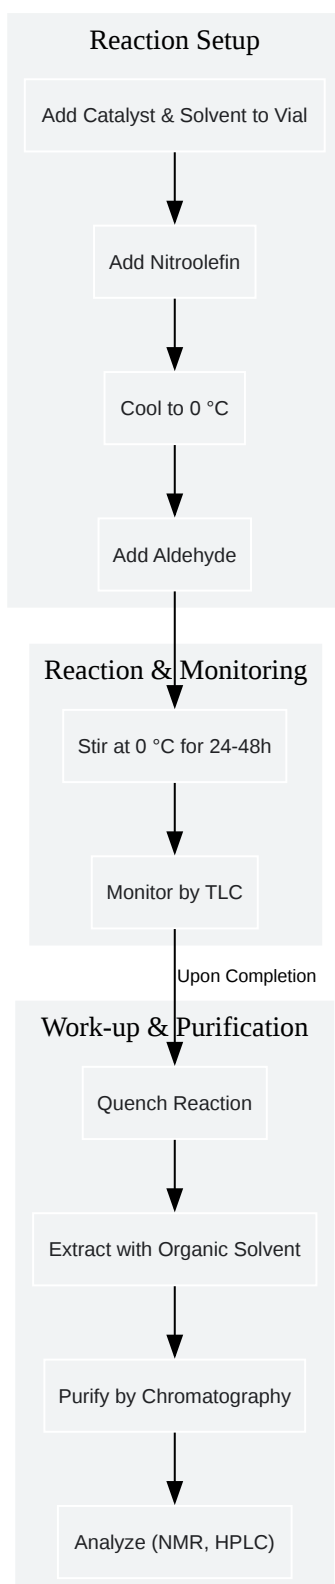 Reaction Setup
Add Catalyst & Solvent to Vial
Add Nitroolefin
Cool to 0 °C
Add Aldehyde
Reaction & Monitoring
Stir at 0 °C for 24-48h
Monitor by TLC
Upon Completion
Work-up & Purification
Quench Reaction
Extract with Organic Solvent
Purify by Chromatography
Analyze (NMR, HPLC)